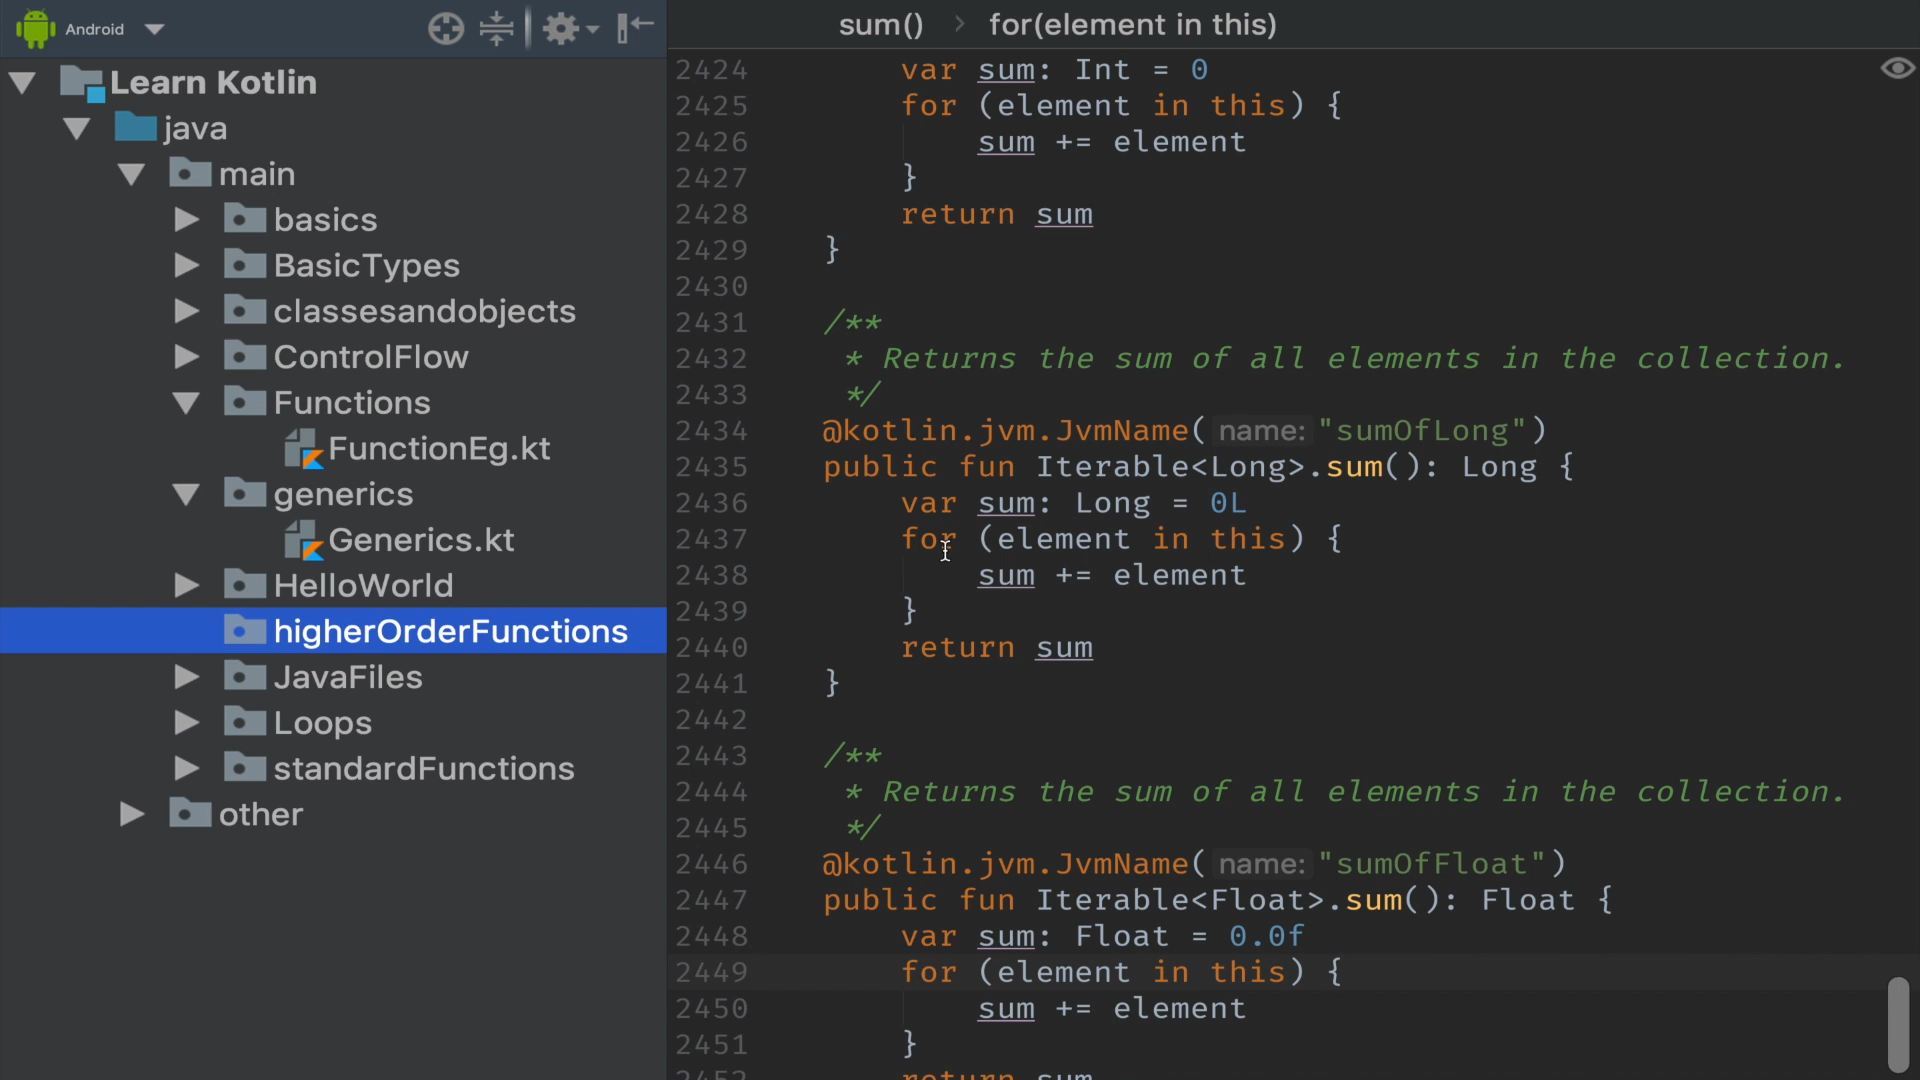 Android
Learn Kotlin
java
main
basics
BasicTypes
classesandobjects
ControlFlow
Functions
FunctionEg.kt
generics
Generics.kt
HelloWorld
higherOrderFunctions
JavaFiles
Loops
standardFunctions
other
sum() > for(element in this)
2424 var sum: Int = 0
2425 for (element in this) {
2426 sum += element
2427 }
2428 return sum
2429 }
2430
2431 /**
2432 * Returns the sum of all elements in the collection.
2433 */
2434 @kotlin.jvm.JvmName( name: "sumOfLong")
2435 public fun Iterable<Long>.sum(): Long {
2436 var sum: Long = 0L
2437 for (element in this) {
2438 sum += element
2439 }
2440 return sum
2441 }
2442
2443 /**
2444 * Returns the sum of all elements in the collection.
2445 */
2446 @kotlin.jvm.JvmName( name: "sumOfFloat")
2447 public fun Iterable<Float>.sum(): Float {
2448 var sum: Float = 0.0f
2449 for (element in this) {
2450 sum += element
2451 }
2452 return sum